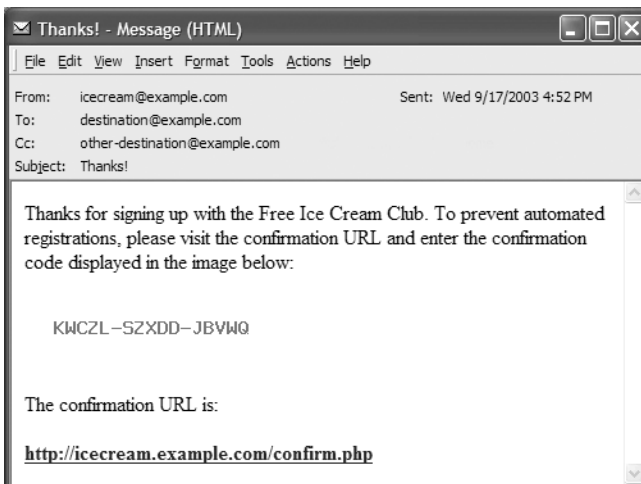 Thanks! - Message (HTML)
File Edit View Insert Format Tools Actions Help
From: icecream@example.com Sent: Wed 9/17/2003 4:52 PM
To: destination@example.com
Cc: other-destination@example.com
Subject: Thanks!
Thanks for signing up with the Free Ice Cream Club. To prevent automated
registrations, please visit the confirmation URL and enter the confirmation
code displayed in the image below:
KWCZL-SZXDD-JBVWQ
The confirmation URL is:
http://icecream.example.com/confirm.php